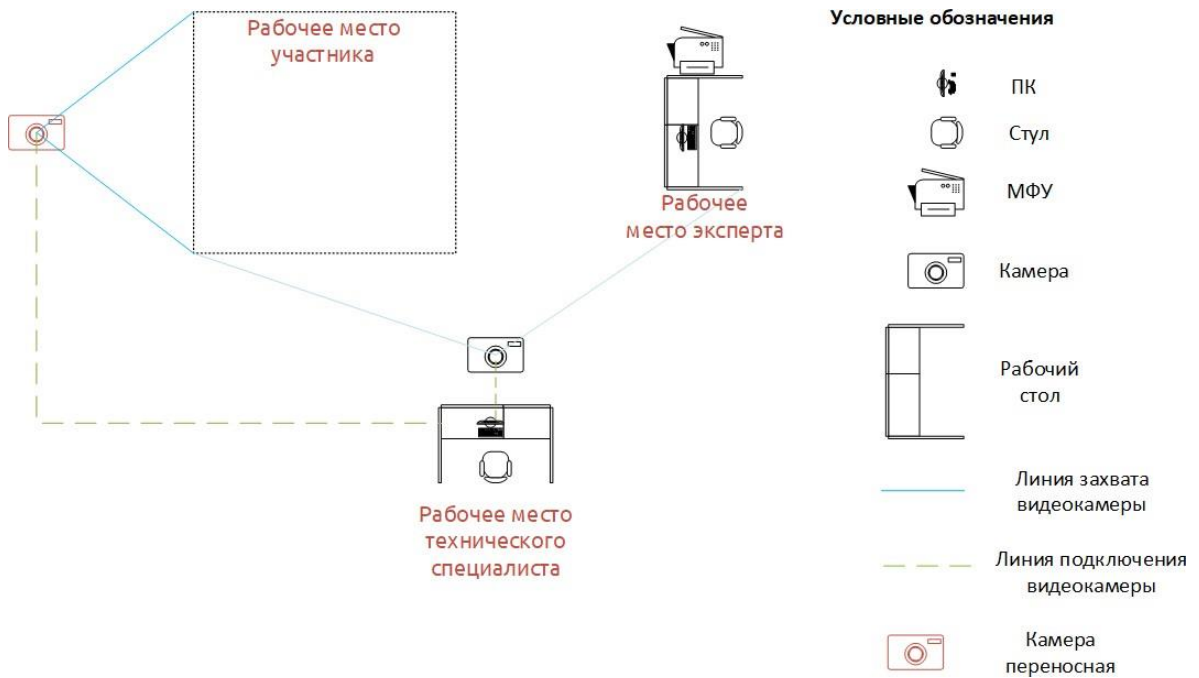 Рабочее место
участника
Рабочее
место эксперта
Рабочее место
технического
специалиста
Условные обозначения
ПК
Стул
МФУ
Камера
Рабочий
стол
Линия захвата
видеокамеры
Линия подключения
видеокамеры
Камера
переносная